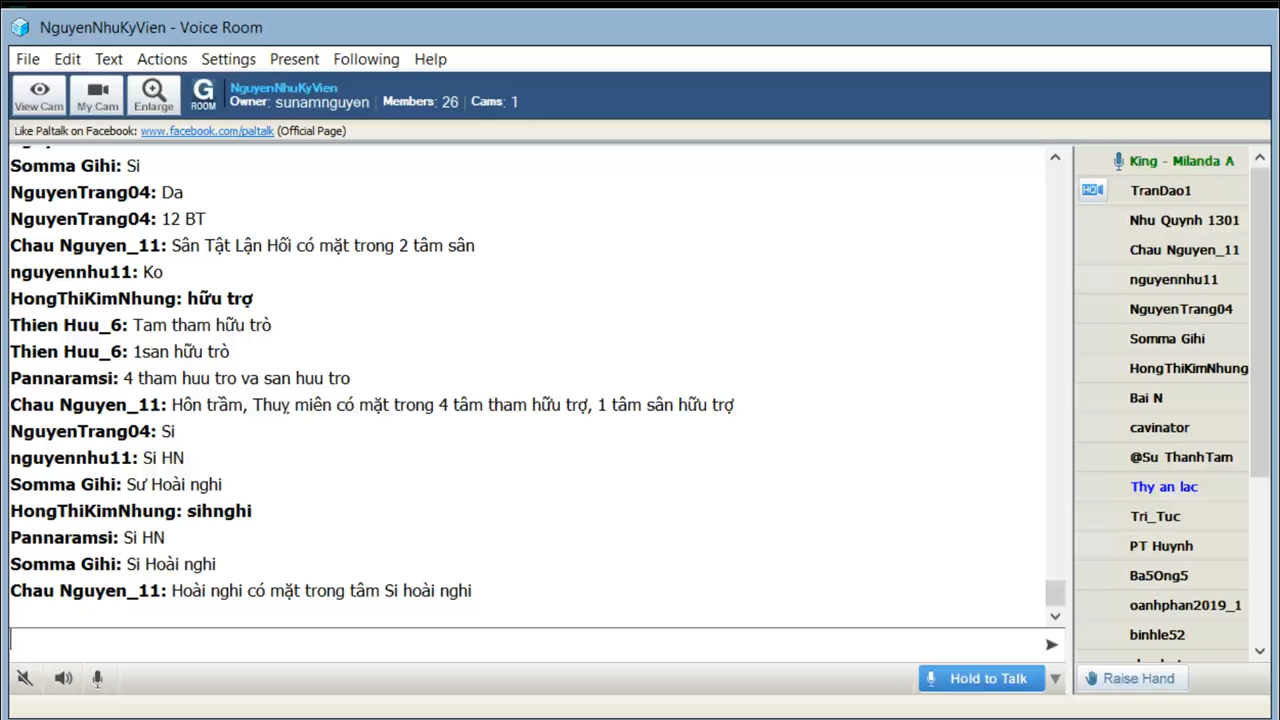 NguyenNhuKyVien - Voice Room
File Edit Text Actions Settings Present Following Help
View Cam
My Cam
Enlarge
G ROOM
NguyenNhuKyVien
Owner: sunamnguyen | Members: 26 | Cams: 1
Like Paltalk on Facebook: www.facebook.com/paltalk (Official Page)
Somma Gihi: Si
NguyenTrang04: Da
NguyenTrang04: 12 BT
Chau Nguyen_11: Sân Tật Lận Hối có mặt trong 2 tâm sân
nguyennhu11: Ko
HongThiKimNhung: hữu trợ
Thien Huu_6: Tam tham hữu trò
Thien Huu_6: 1san hữu trò
Pannaramsi: 4 tham huu tro va san huu tro
Chau Nguyen_11: Hôn trầm, Thuỵ miên có mặt trong 4 tâm tham hữu trợ, 1 tâm sân hữu trợ
NguyenTrang04: Si
nguyennhu11: Si HN
Somma Gihi: Sư Hoài nghi
HongThiKimNhung: sihnghi
Pannaramsi: Si HN
Somma Gihi: Si Hoài nghi
Chau Nguyen_11: Hoài nghi có mặt trong tâm Si hoài nghi
Hold to Talk
King - Milanda A
HD
TranDao1
Nhu Quynh 1301
Chau Nguyen_11
nguyennhu11
NguyenTrang04
Somma Gihi
HongThiKimNhung
Bai N
cavinator
@Su ThanhTam
Thy an lac
Tri_Tuc
PT Huynh
Ba5Ong5
oanhphan2019_1
binhle52
Raise Hand